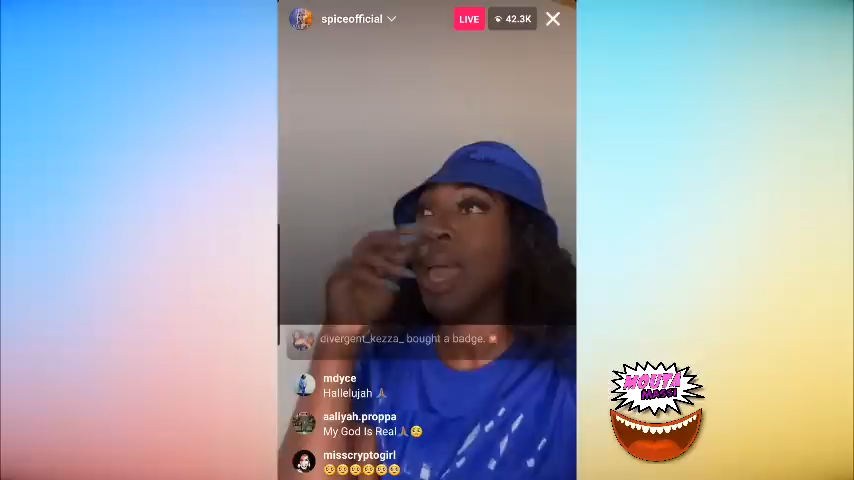 spiceofficial
LIVE
42.3K
divergent_kezza_ bought a badge.
mdyce
Hallelujah
aaliyah.proppa
My God Is Real
misscryptogirl
MOUTA
MASSI